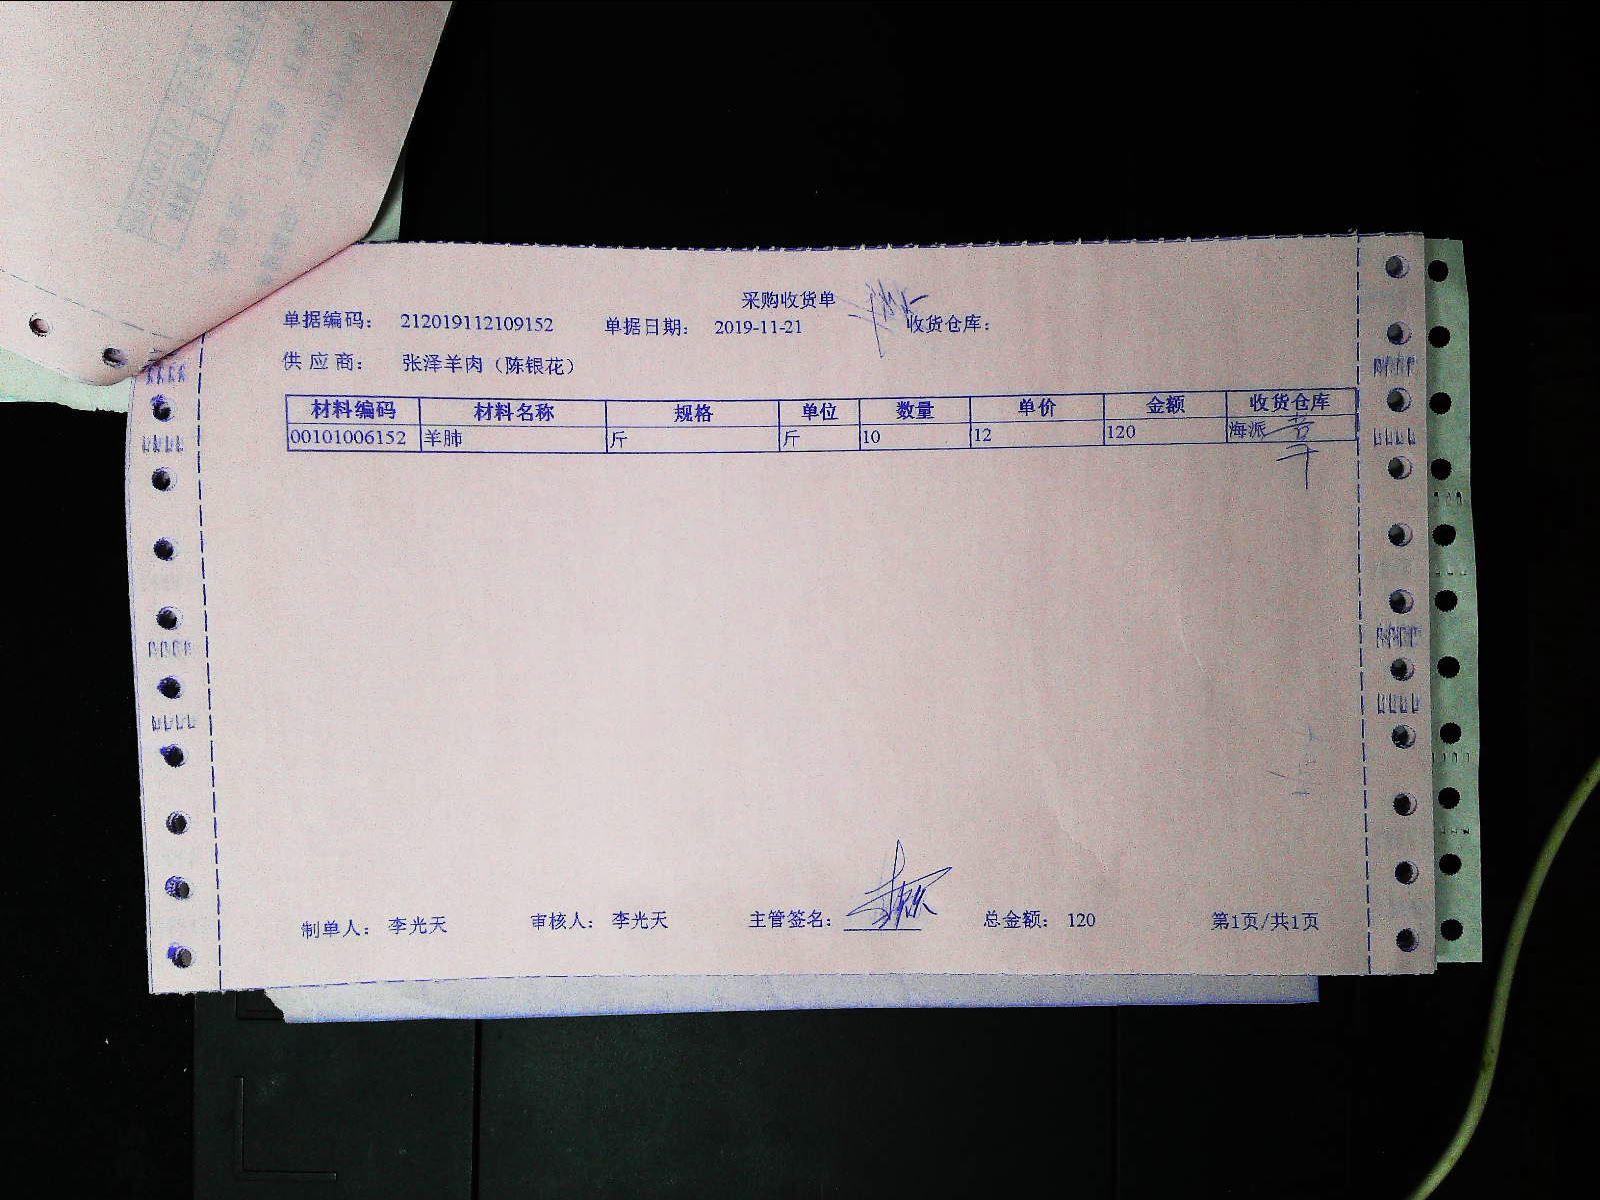 采购收货单
单据编码： 212019112109152 单据日期： 2019-11-21 收货仓库：
供应商： 张泽羊肉（陈银花）
材料编码 材料名称 规格 单位 数量 单价 金额 收货仓库
00101006152 羊肺 斤 斤 10 12 120 海派
制单人： 李光天 审核人： 李光天 主管签名： 总金额： 120 第1页/共1页